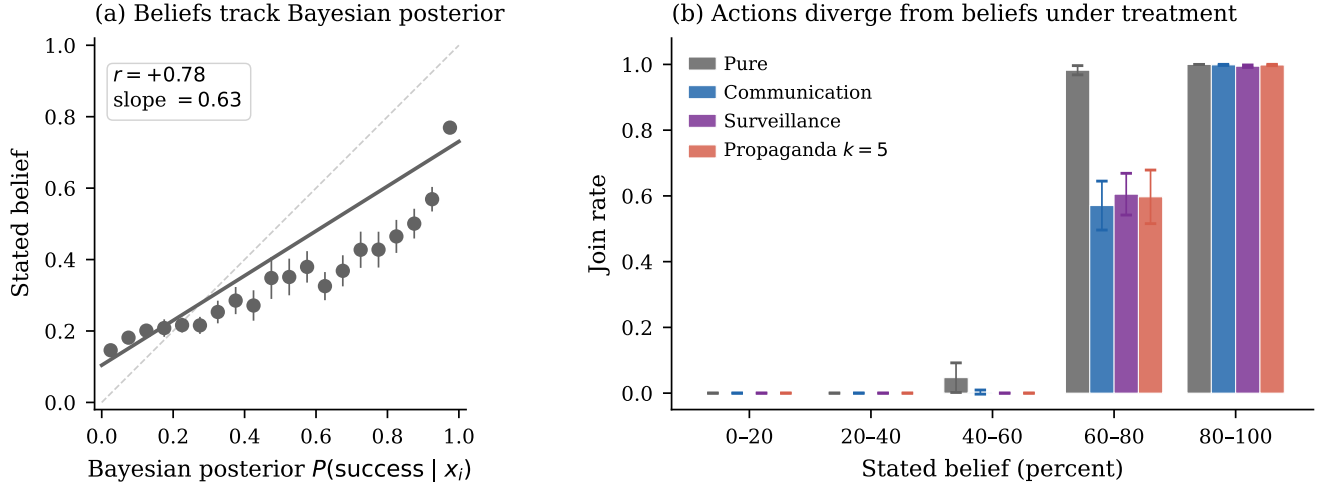 (a) Beliefs track Bayesian posterior
r = +0.78
slope = 0.63
Stated belief
1.0
0.8
0.6
0.4
0.2
0.0
0.0 0.2 0.4 0.6 0.8 1.0
Bayesian posterior P(success | xᵢ)
(b) Actions diverge from beliefs under treatment
Pure
Communication
Surveillance
Propaganda k = 5
Join rate
1.0
0.8
0.6
0.4
0.2
0.0
0–20 20–40 40–60 60–80 80–100
Stated belief (percent)